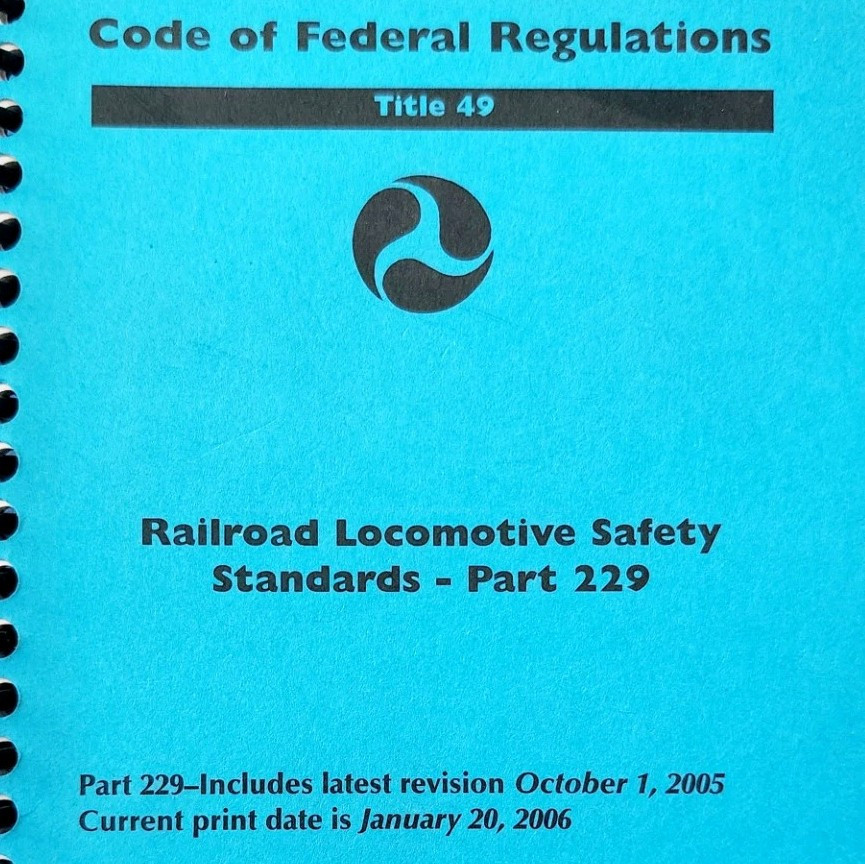 Code of Federal Regulations
Title 49
Railroad Locomotive Safety
Standards - Part 229
Part 229–Includes latest revision October 1, 2005
Current print date is January 20, 2006